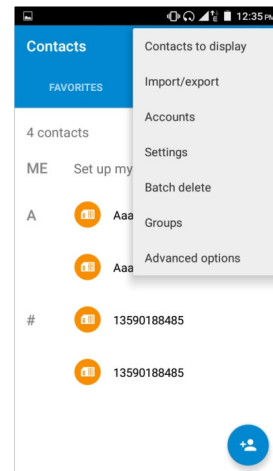 12:35 PM
Contacts
Contacts to display
FAVORITES
Import/export
4 contacts
Accounts
ME Set up my
Settings
Batch delete
A Aaa
Groups
Aaa
Advanced options
# 13590188485
13590188485